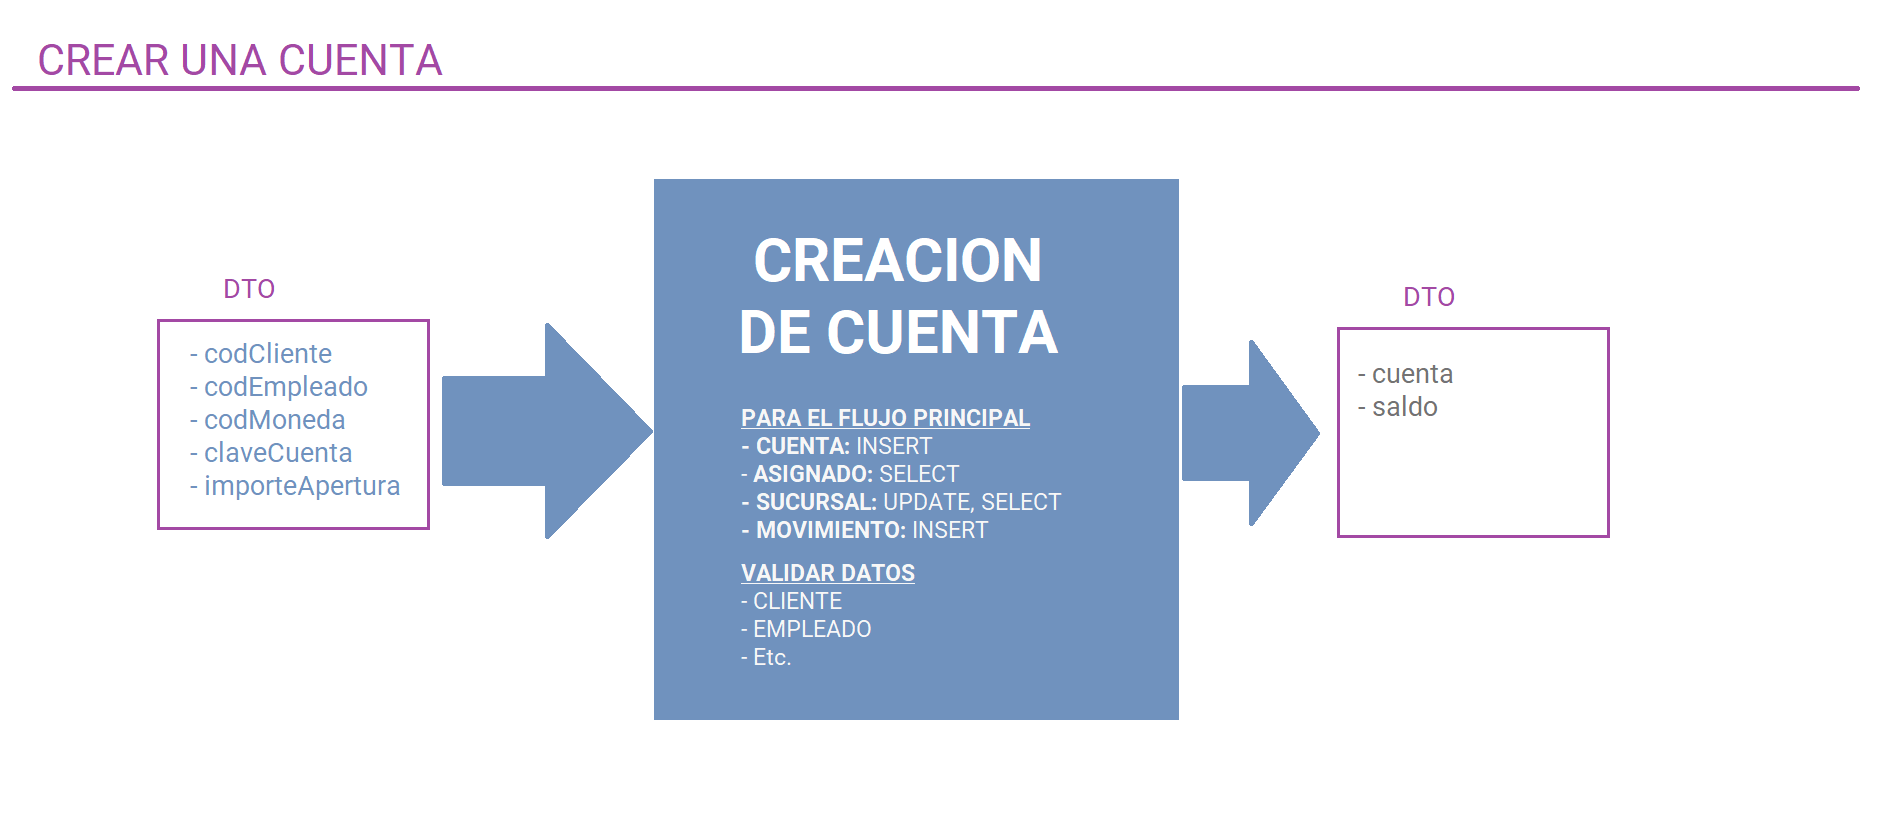 CREAR UNA CUENTA
DTO
- codCliente
- codEmpleado
- codMoneda
- claveCuenta
- importeApertura
CREACION
DE CUENTA
PARA EL FLUJO PRINCIPAL
- CUENTA: INSERT
- ASIGNADO: SELECT
- SUCURSAL: UPDATE, SELECT
- MOVIMIENTO: INSERT
VALIDAR DATOS
- CLIENTE
- EMPLEADO
- Etc.
DTO
- cuenta
- saldo